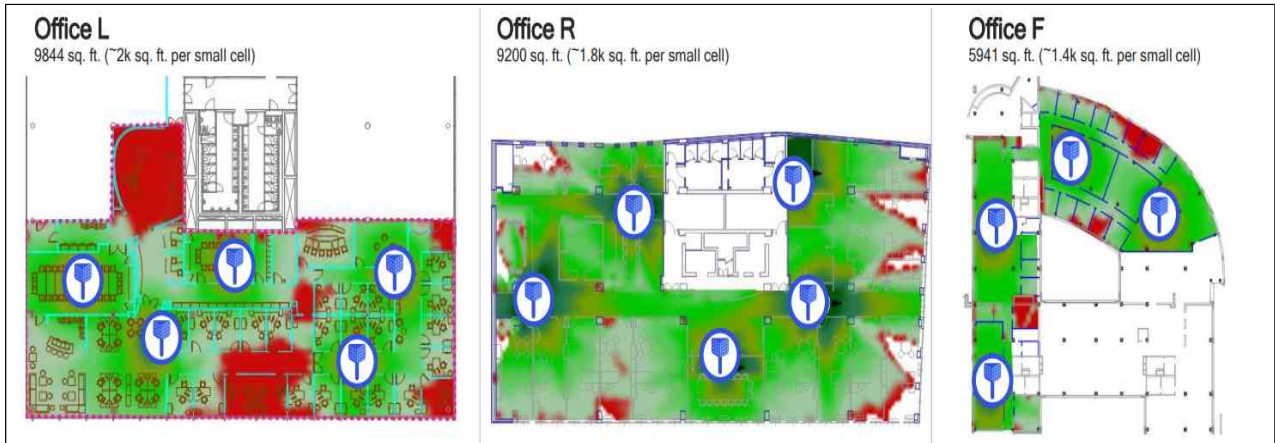 Office L
9844 sq. ft. (~2k sq. ft. per small cell)
Office R
9200 sq. ft. (~1.8k sq. ft. per small cell)
Office F
5941 sq. ft. (~1.4k sq. ft. per small cell)